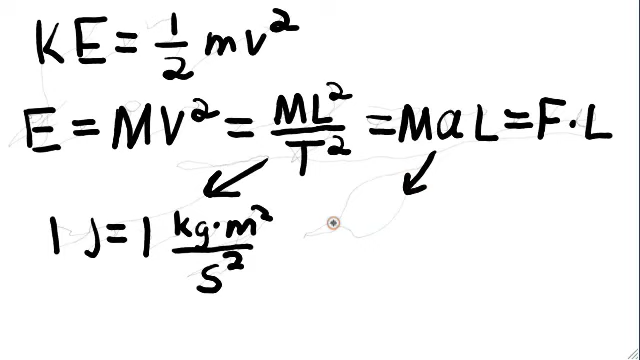 KE = 1/2 mv²
E = MV² = ML²/T² = MaL = F·L
1 J = 1 kg·m²/s²